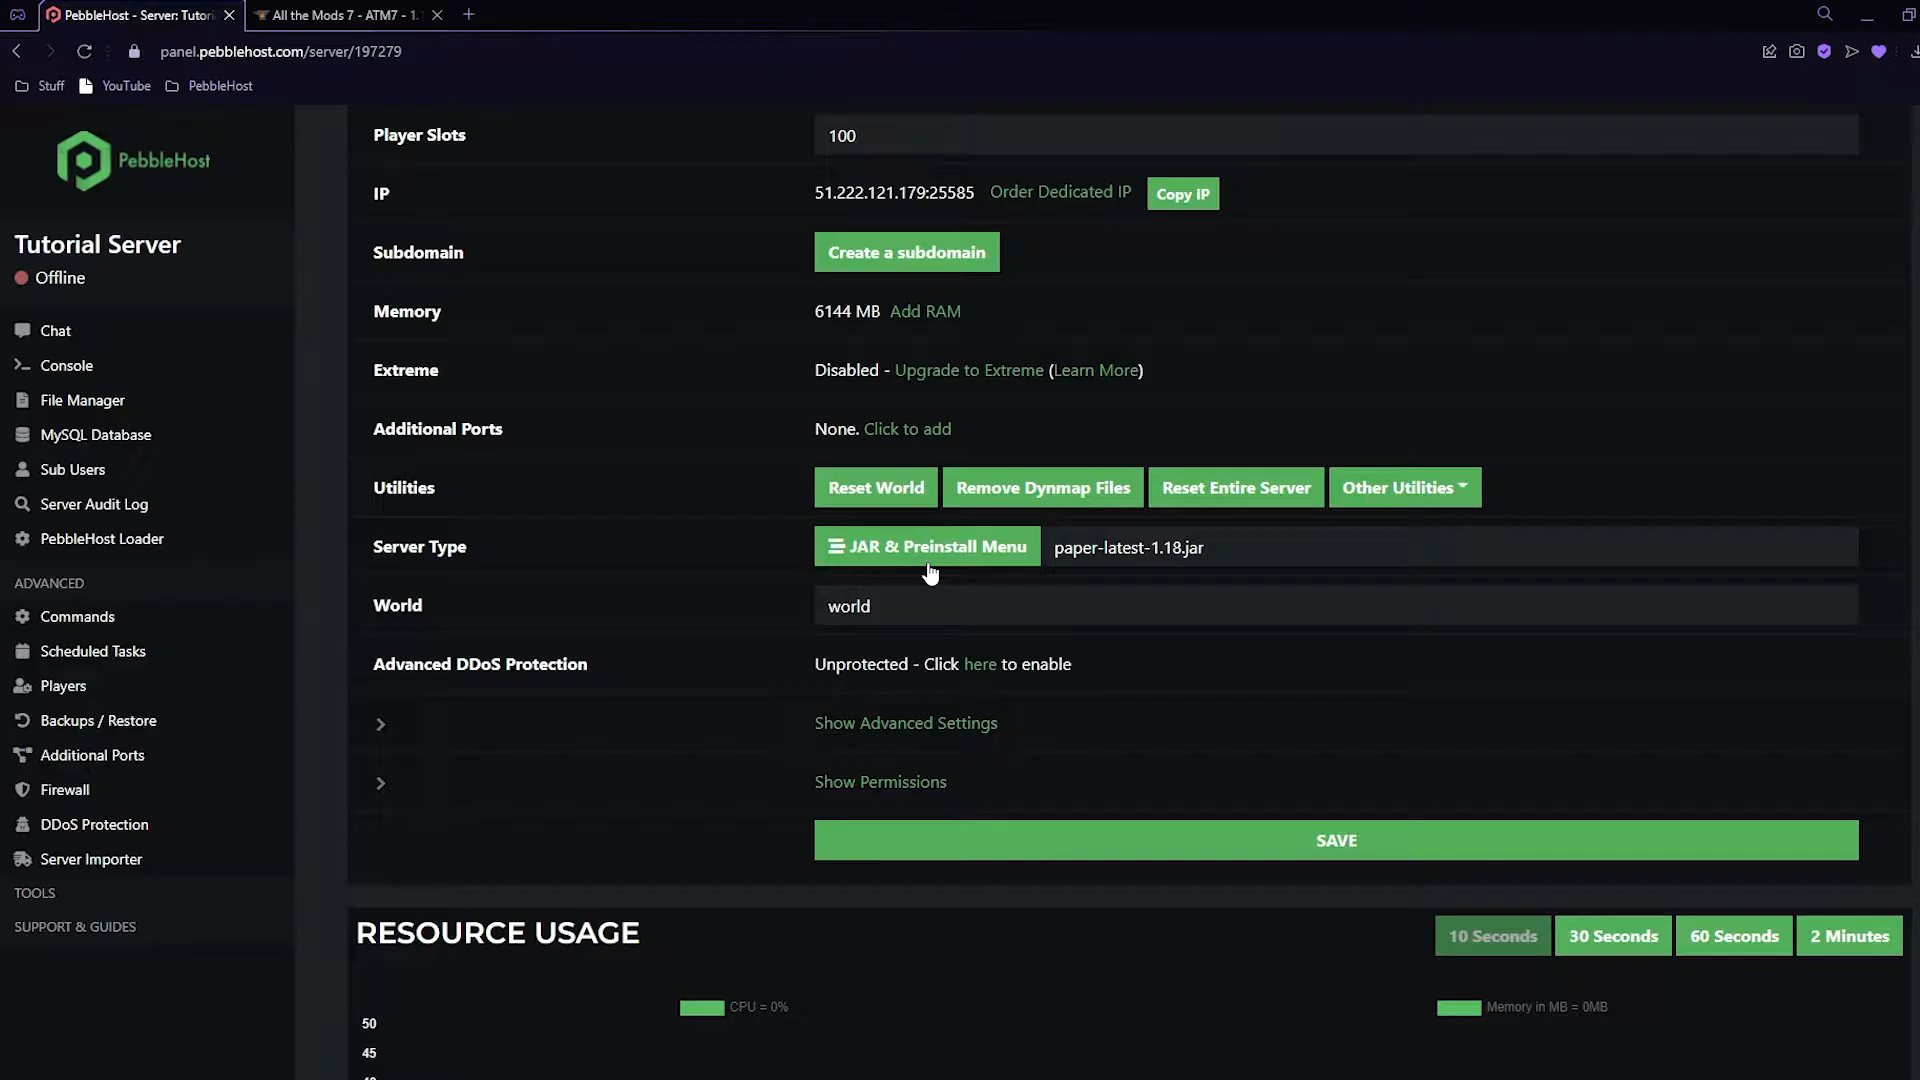 PebbleHost - Server: Tutori
All the Mods 7 - ATM7 - 1.
panel.pebblehost.com/server/197279
Stuff
YouTube
PebbleHost
PebbleHost
Tutorial Server
Offline
Chat
Console
File Manager
MySQL Database
Sub Users
Server Audit Log
PebbleHost Loader
ADVANCED
Commands
Scheduled Tasks
Players
Backups / Restore
Additional Ports
Firewall
DDoS Protection
Server Importer
TOOLS
SUPPORT & GUIDES
Player Slots
100
IP
51.222.121.179:25585 Order Dedicated IP Copy IP
Subdomain
Create a subdomain
Memory
6144 MB Add RAM
Extreme
Disabled - Upgrade to Extreme (Learn More)
Additional Ports
None. Click to add
Utilities
Reset World Remove Dynmap Files Reset Entire Server Other Utilities
Server Type
JAR & Preinstall Menu paper-latest-1.18.jar
World
world
Advanced DDoS Protection
Unprotected - Click here to enable
Show Advanced Settings
Show Permissions
SAVE
RESOURCE USAGE
10 Seconds 30 Seconds 60 Seconds 2 Minutes
CPU = 0%
Memory in MB = 0MB
50
45